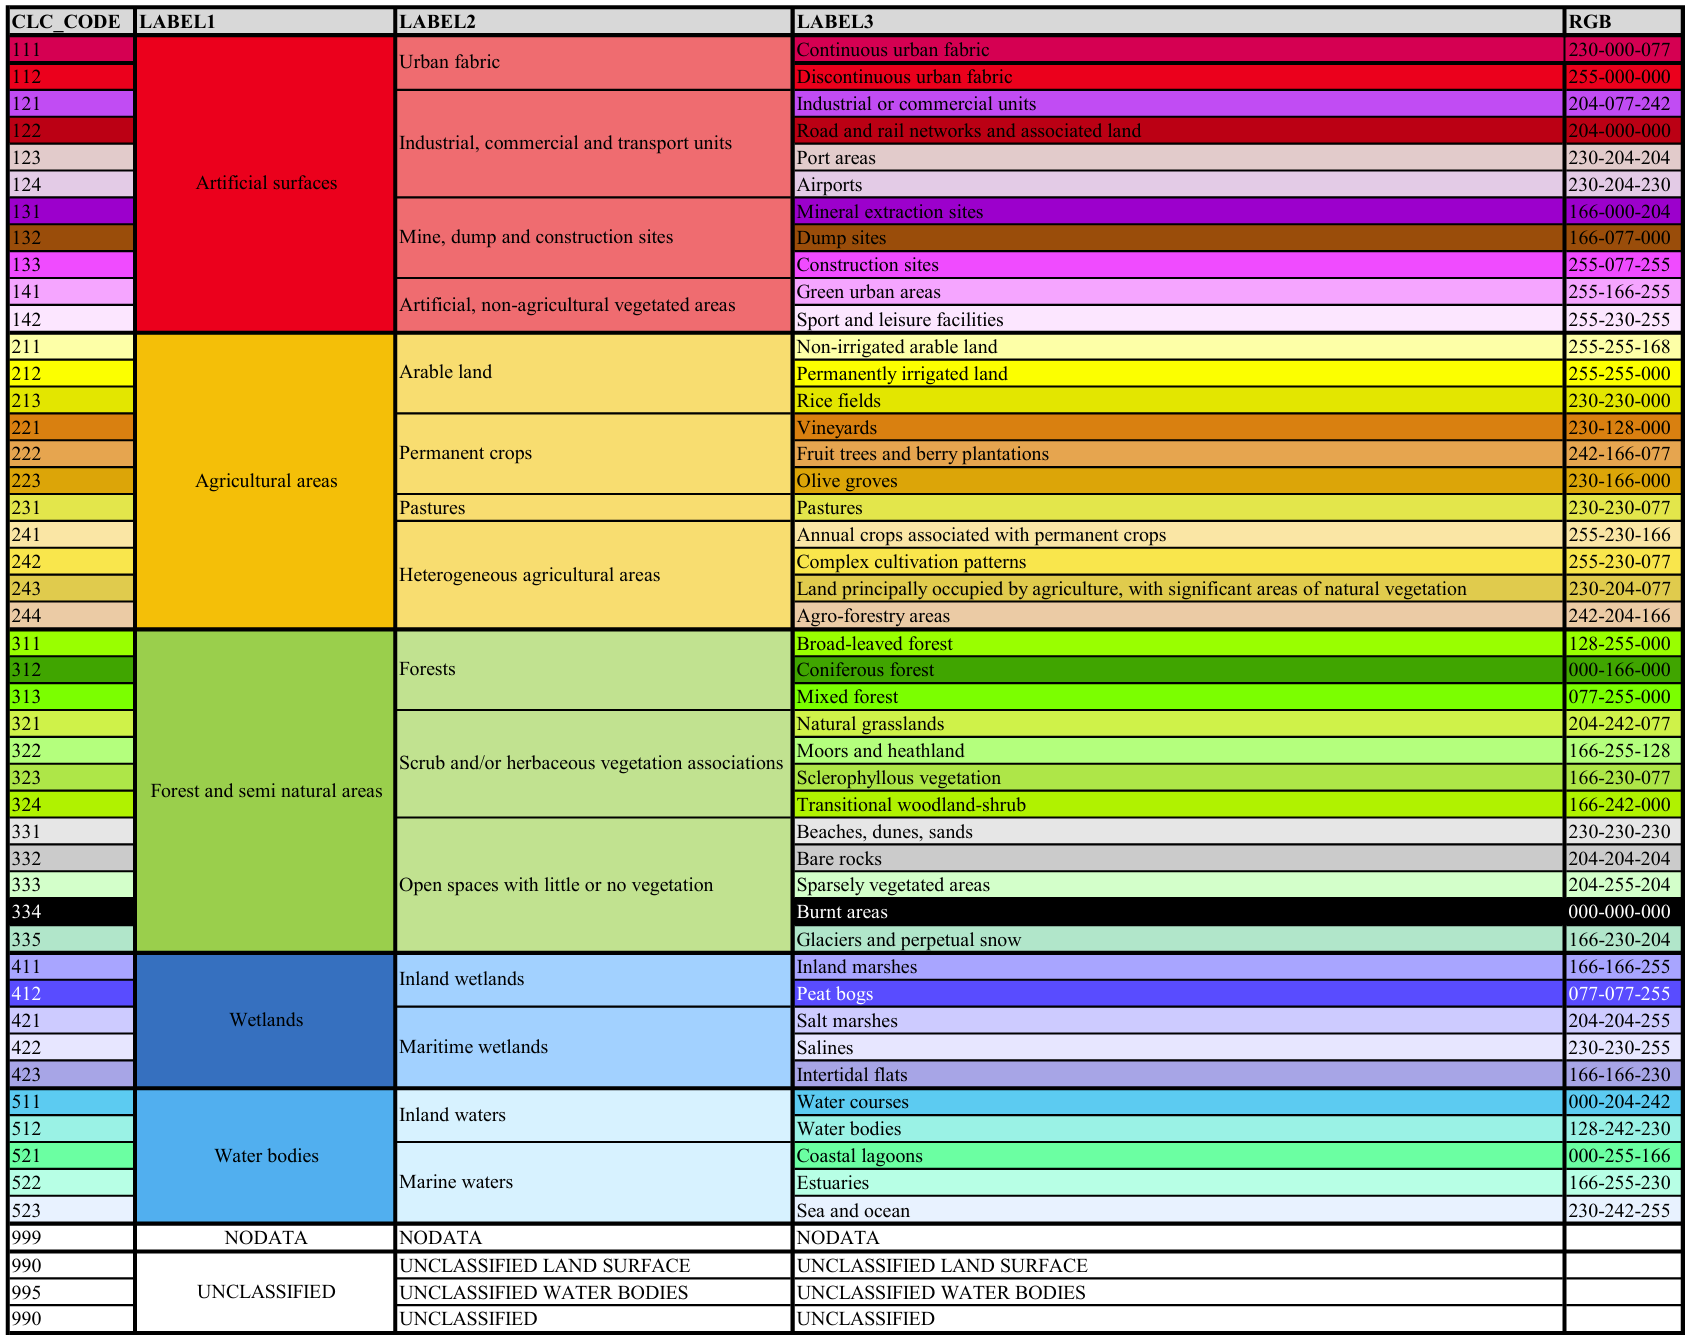 CLC_CODE LABEL1 LABEL2 LABEL3 RGB
111 Artificial surfaces Urban fabric Continuous urban fabric 230-000-077
112 Discontinuous urban fabric 255-000-000
121 Industrial, commercial and transport units Industrial or commercial units 204-077-242
122 Road and rail networks and associated land 204-000-000
123 Port areas 230-204-204
124 Airports 230-204-230
131 Mine, dump and construction sites Mineral extraction sites 166-000-204
132 Dump sites 166-077-000
133 Construction sites 255-077-255
141 Artificial, non-agricultural vegetated areas Green urban areas 255-166-255
142 Sport and leisure facilities 255-230-255
211 Agricultural areas Arable land Non-irrigated arable land 255-255-168
212 Permanently irrigated land 255-255-000
213 Rice fields 230-230-000
221 Permanent crops Vineyards 230-128-000
222 Fruit trees and berry plantations 242-166-077
223 Olive groves 230-166-000
231 Pastures Pastures 230-230-077
241 Heterogeneous agricultural areas Annual crops associated with permanent crops 255-230-166
242 Complex cultivation patterns 255-230-077
243 Land principally occupied by agriculture, with significant areas of natural vegetation 230-204-077
244 Agro-forestry areas 242-204-166
311 Forest and semi natural areas Forests Broad-leaved forest 128-255-000
312 Coniferous forest 000-166-000
313 Mixed forest 077-255-000
321 Scrub and/or herbaceous vegetation associations Natural grasslands 204-242-077
322 Moors and heathland 166-255-128
323 Sclerophyllous vegetation 166-230-077
324 Transitional woodland-shrub 166-242-000
331 Open spaces with little or no vegetation Beaches, dunes, sands 230-230-230
332 Bare rocks 204-204-204
333 Sparsely vegetated areas 204-255-204
334 Burnt areas 000-000-000
335 Glaciers and perpetual snow 166-230-204
411 Wetlands Inland wetlands Inland marshes 166-166-255
412 Peat bogs 077-077-255
421 Maritime wetlands Salt marshes 204-204-255
422 Salines 230-230-255
423 Intertidal flats 166-166-230
511 Water bodies Inland waters Water courses 000-204-242
512 Water bodies 128-242-230
521 Marine waters Coastal lagoons 000-255-166
522 Estuaries 166-255-230
523 Sea and ocean 230-242-255
999 NODATA NODATA NODATA
990 UNCLASSIFIED UNCLASSIFIED LAND SURFACE UNCLASSIFIED LAND SURFACE
995 UNCLASSIFIED WATER BODIES UNCLASSIFIED WATER BODIES
990 UNCLASSIFIED UNCLASSIFIED